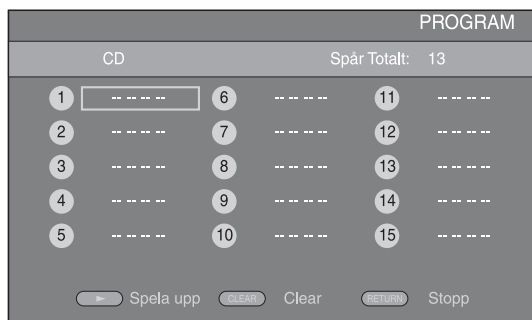 PROGRAM
CD Spår Totalt: 13
1 -- -- -- -- 6 -- -- -- -- 11 -- -- -- --
2 -- -- -- -- 7 -- -- -- -- 12 -- -- -- --
3 -- -- -- -- 8 -- -- -- -- 13 -- -- -- --
4 -- -- -- -- 9 -- -- -- -- 14 -- -- -- --
5 -- -- -- -- 10 -- -- -- -- 15 -- -- -- --
Spela upp CLEAR Clear RETURN Stopp